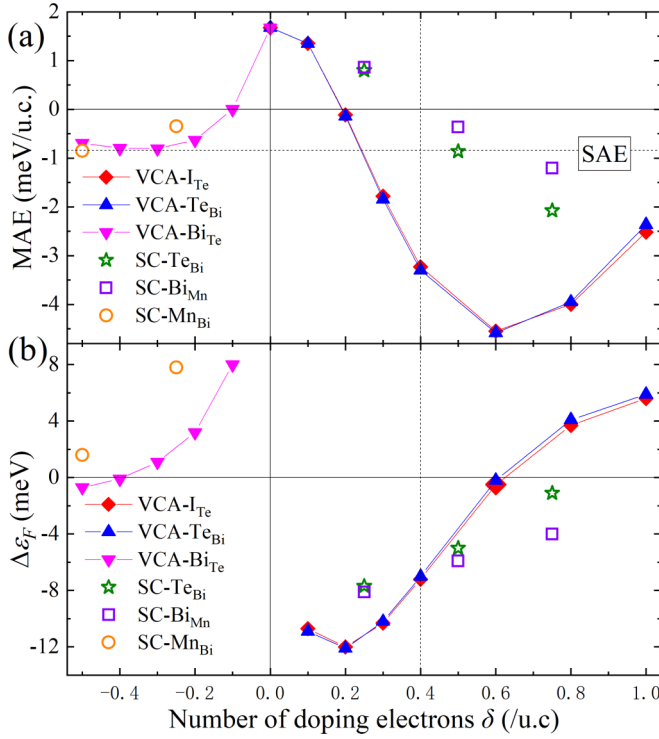 (a)
2
1
0
-1
-2
-3
-4
MAE (meV/u.c.)
SAE
VCA-I_Te
VCA-Te_Bi
VCA-Bi_Te
SC-Te_Bi
SC-Bi_Mn
SC-Mn_Bi
(b)
8
4
0
-4
-8
-12
Δε_F (meV)
VCA-I_Te
VCA-Te_Bi
VCA-Bi_Te
SC-Te_Bi
SC-Bi_Mn
SC-Mn_Bi
-0.4 -0.2 0.0 0.2 0.4 0.6 0.8 1.0
Number of doping electrons δ (/u.c)